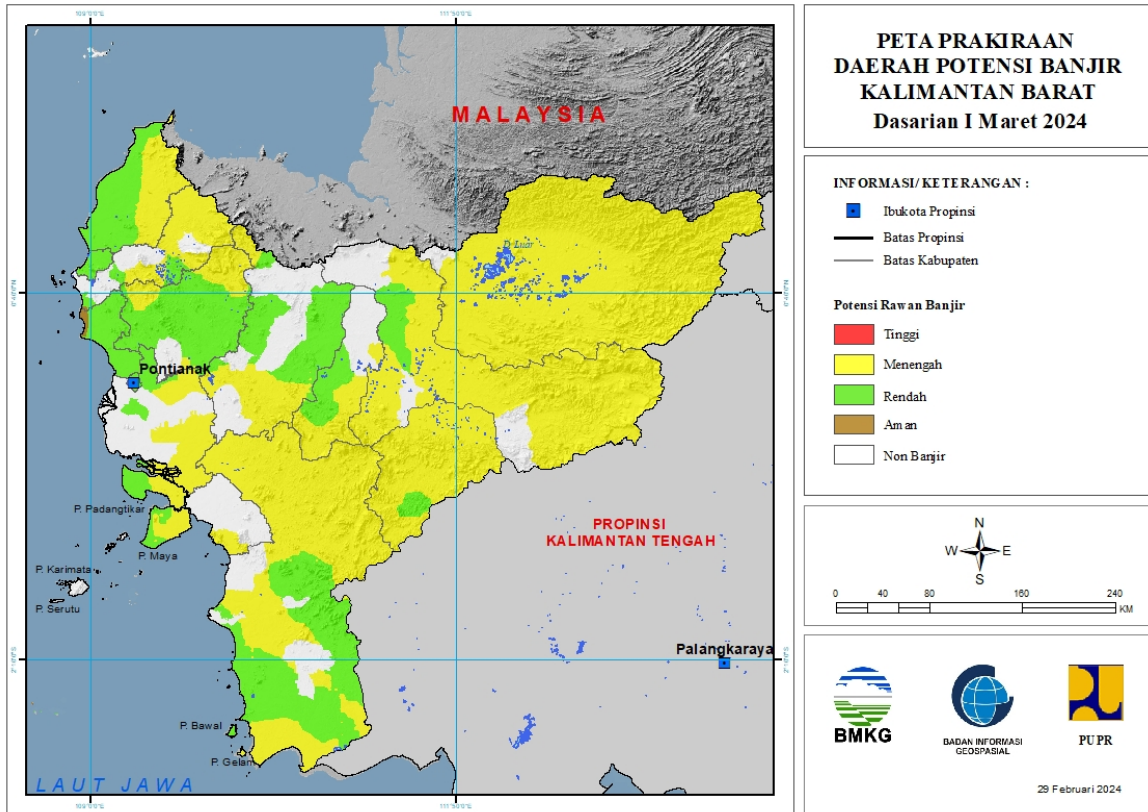 PETA PRAKIRAAN
DAERAH POTENSI BANJIR
KALIMANTAN BARAT
Dasarian I Maret 2024
INFORMASI/KETERANGAN :
Ibukota Propinsi
Batas Propinsi
Batas Kabupaten
Potensi Rawan Banjir
Tinggi
Menengah
Rendah
Aman
Non Banjir
N
W E
S
0 40 80 160 240
KM
BMKG
BADAN INFORMASI
GEOSPASIAL
PUPR
29 Februari 2024
MALAYSIA
D. Luar
Pontianak
P. Padangtikar
P. Maya
P. Karimata
P. Serutu
PROPINSI
KALIMANTAN TENGAH
Palangkaraya
P. Bawal
P. Gelam
LAUT JAWA